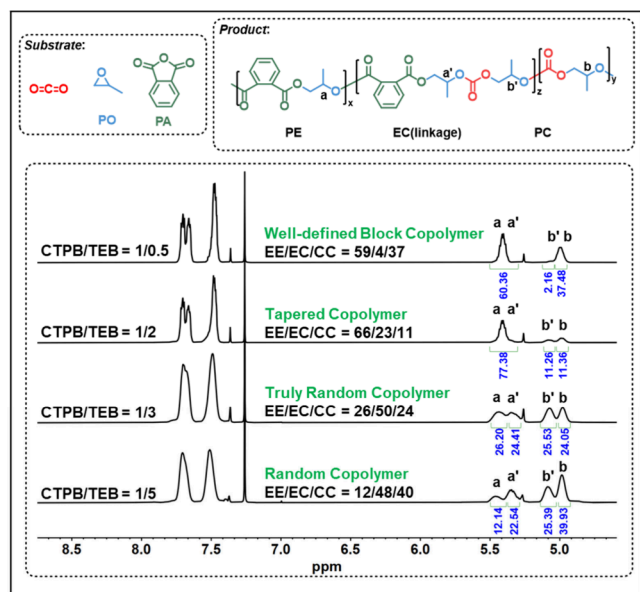 Substrate:
O=C=O
O
PO
O O O
PA
Product:
O O O O a O x O O O a' O O O b' O z O O b O y
PE
EC(linkage)
PC
CTPB/TEB = 1/0.5
Well-defined Block Copolymer
EE/EC/CC = 59/4/37
a a'
b' b
60.36
2.16
37.48
CTPB/TEB = 1/2
Tapered Copolymer
EE/EC/CC = 66/23/11
a a'
b' b
77.38
11.26
11.36
CTPB/TEB = 1/3
Truly Random Copolymer
EE/EC/CC = 26/50/24
a a'
b' b
26.20
24.41
25.53
24.05
CTPB/TEB = 1/5
Random Copolymer
EE/EC/CC = 12/48/40
a a'
b' b
12.14
22.54
25.39
39.93
8.5 8.0 7.5 7.0 6.5 6.0 5.5 5.0
ppm